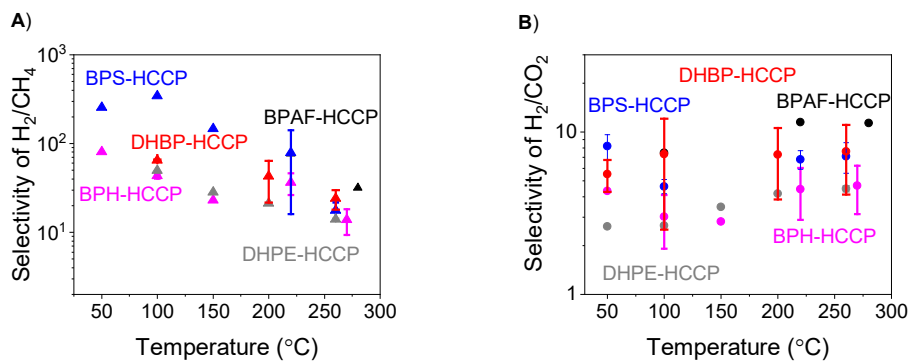 A)
10³
10²
10¹
10⁰
Selectivity of H₂/CH₄
BPS-HCCP
BPAF-HCCP
DHBP-HCCP
BPH-HCCP
DHPE-HCCP
50 100 150 200 250 300
Temperature (°C)
B)
10
1
Selectivity of H₂/CO₂
DHBP-HCCP
BPS-HCCP
BPAF-HCCP
BPH-HCCP
DHPE-HCCP
50 100 150 200 250 300
Temperature (°C)